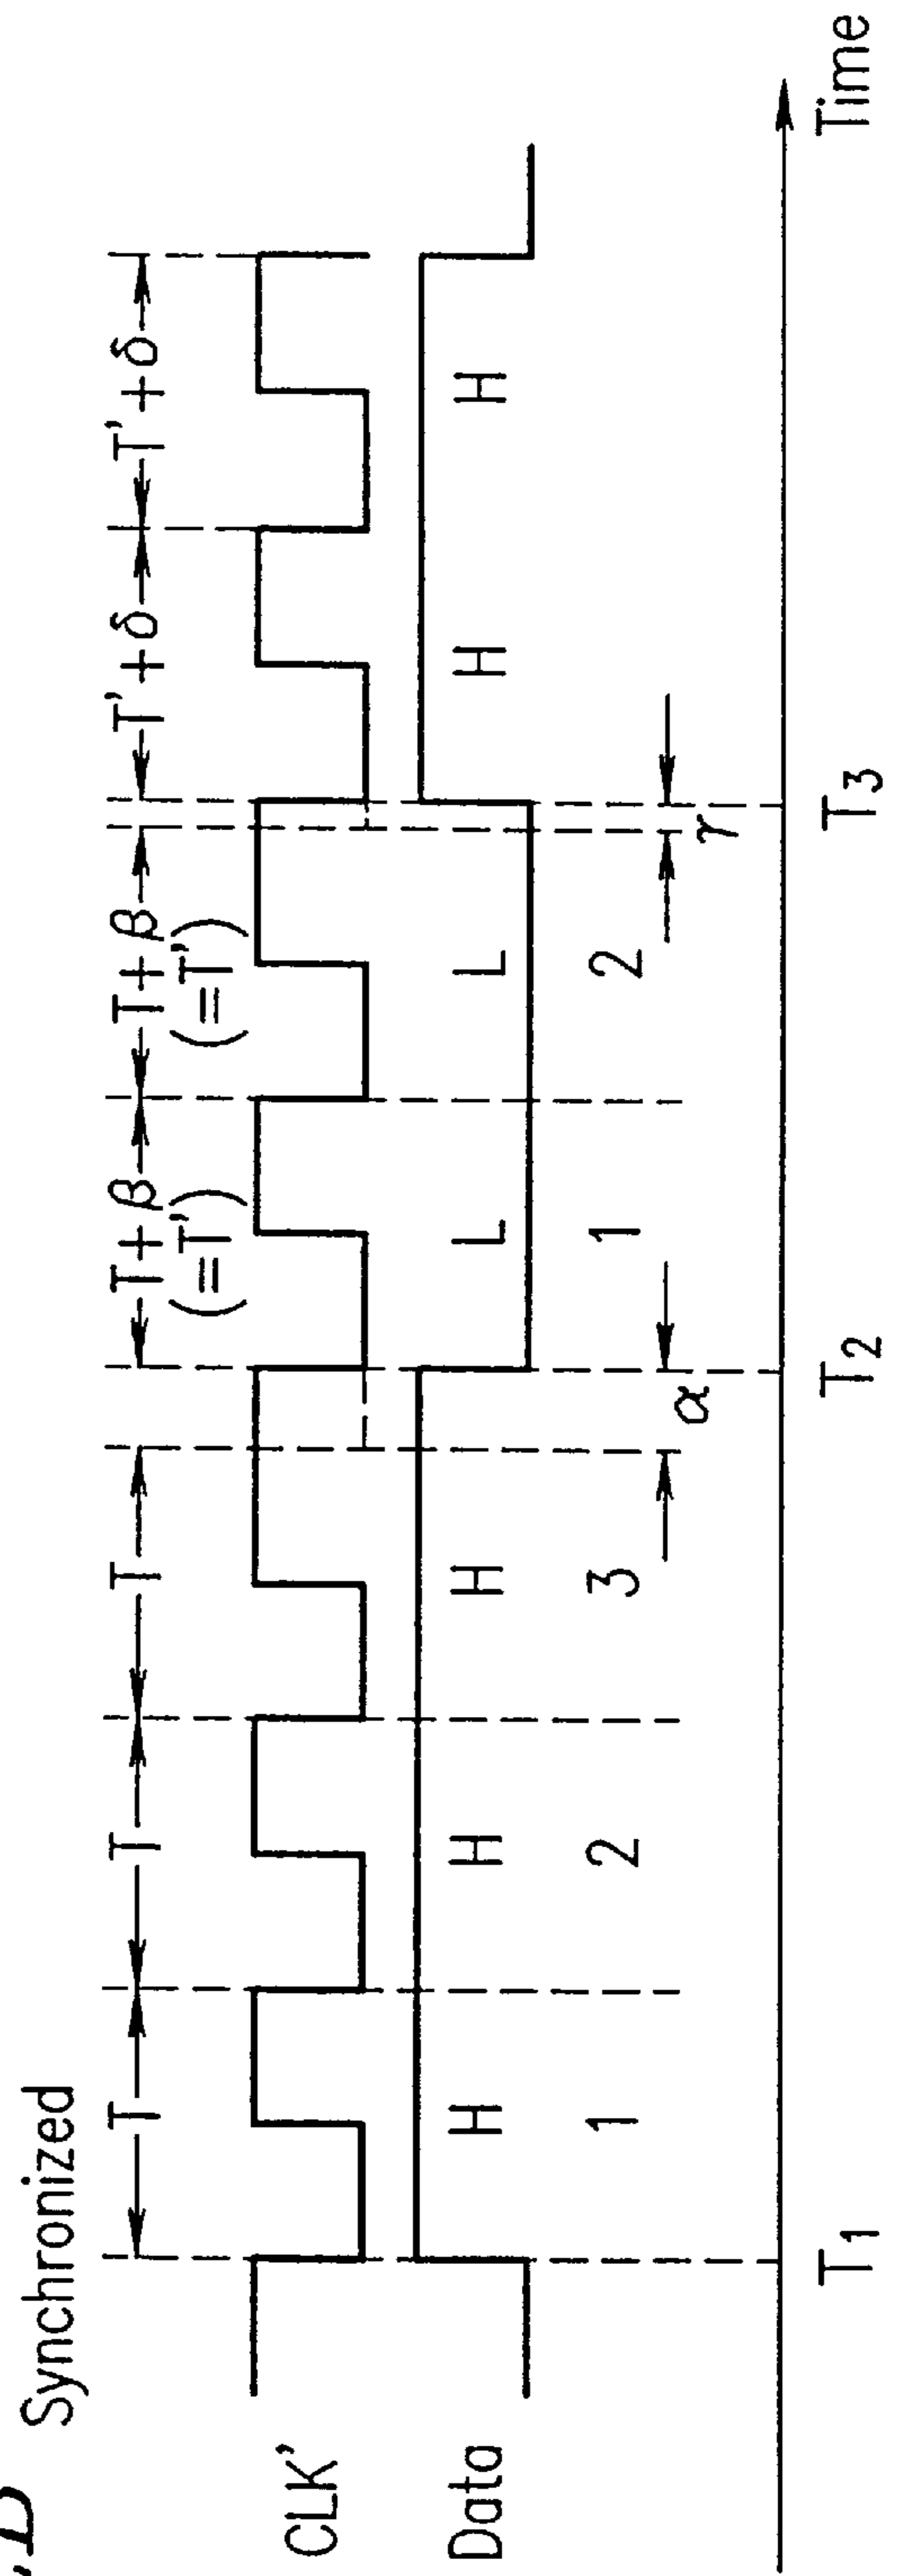 D
Synchronized
T T T T+β T+β T'+δ T'+δ
(=T') (=T')
CLK'
Data H H H L L H H
1 2 3 1 2
α γ
T1 T2 T3 Time